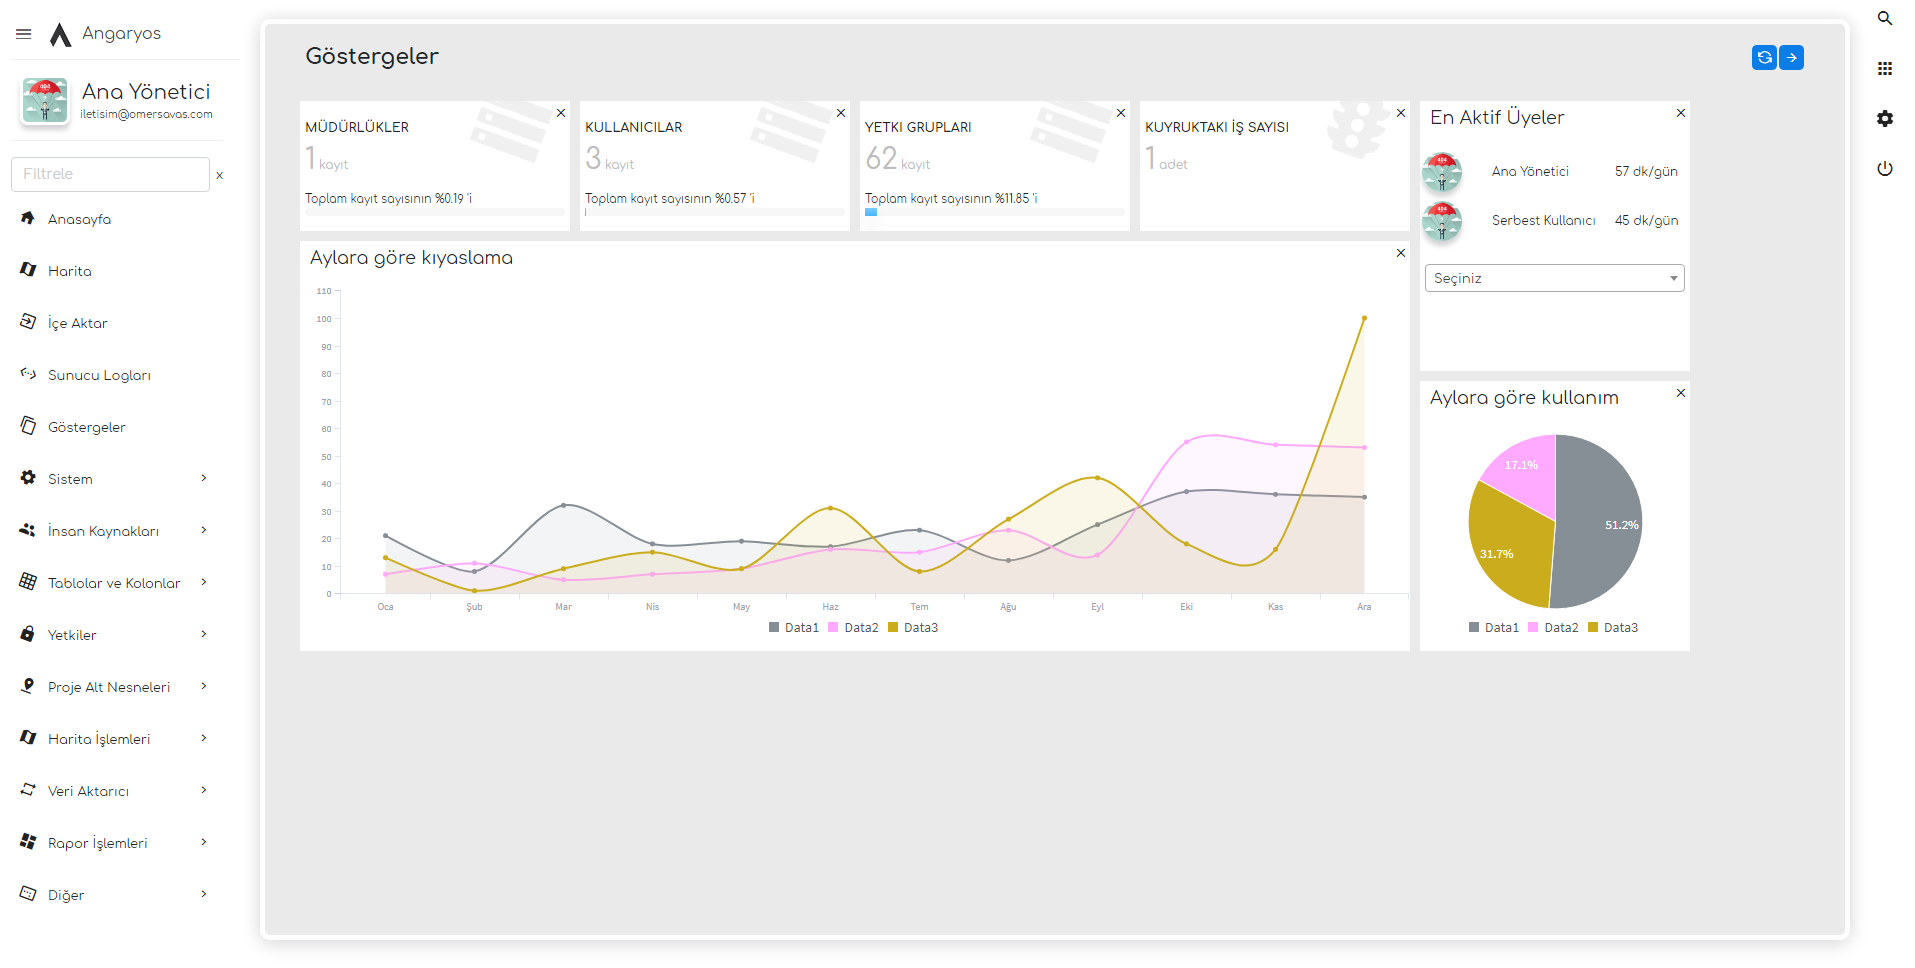 Angaryos
Ana Yönetici
iletisim@omersavas.com
Filtrele
x
Anasayfa
Harita
İçe Aktar
Sunucu Logları
Göstergeler
Sistem
İnsan Kaynakları
Tablolar ve Kolonlar
Yetkiler
Proje Alt Nesneleri
Harita İşlemleri
Veri Aktarıcı
Rapor İşlemleri
Diğer
Göstergeler
MÜDÜRLÜKLER
1 kayıt
Toplam kayıt sayısının %0.19 'i
KULLANICILAR
3 kayıt
Toplam kayıt sayısının %0.57 'i
YETKI GRUPLARI
62 kayıt
Toplam kayıt sayısının %11.85 'i
KUYRUKTAKI İŞ SAYISI
1 adet
En Aktif Üyeler
404 Ana Yönetici 57 dk/gün
404 Serbest Kullanıcı 45 dk/gün
Seçiniz
Aylara göre kıyaslama
110
100
90
80
70
60
50
40
30
20
10
0
Oca Şub Mar Nis May Haz Tem Ağu Eyl Eki Kas Ara
Data1 Data2 Data3
Aylara göre kullanım
17.1%
51.2%
31.7%
Data1 Data2 Data3